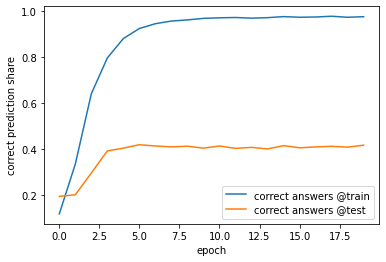 1.0
0.8
0.6
0.4
0.2
correct prediction share
correct answers @train
correct answers @test
0.0 2.5 5.0 7.5 10.0 12.5 15.0 17.5
epoch